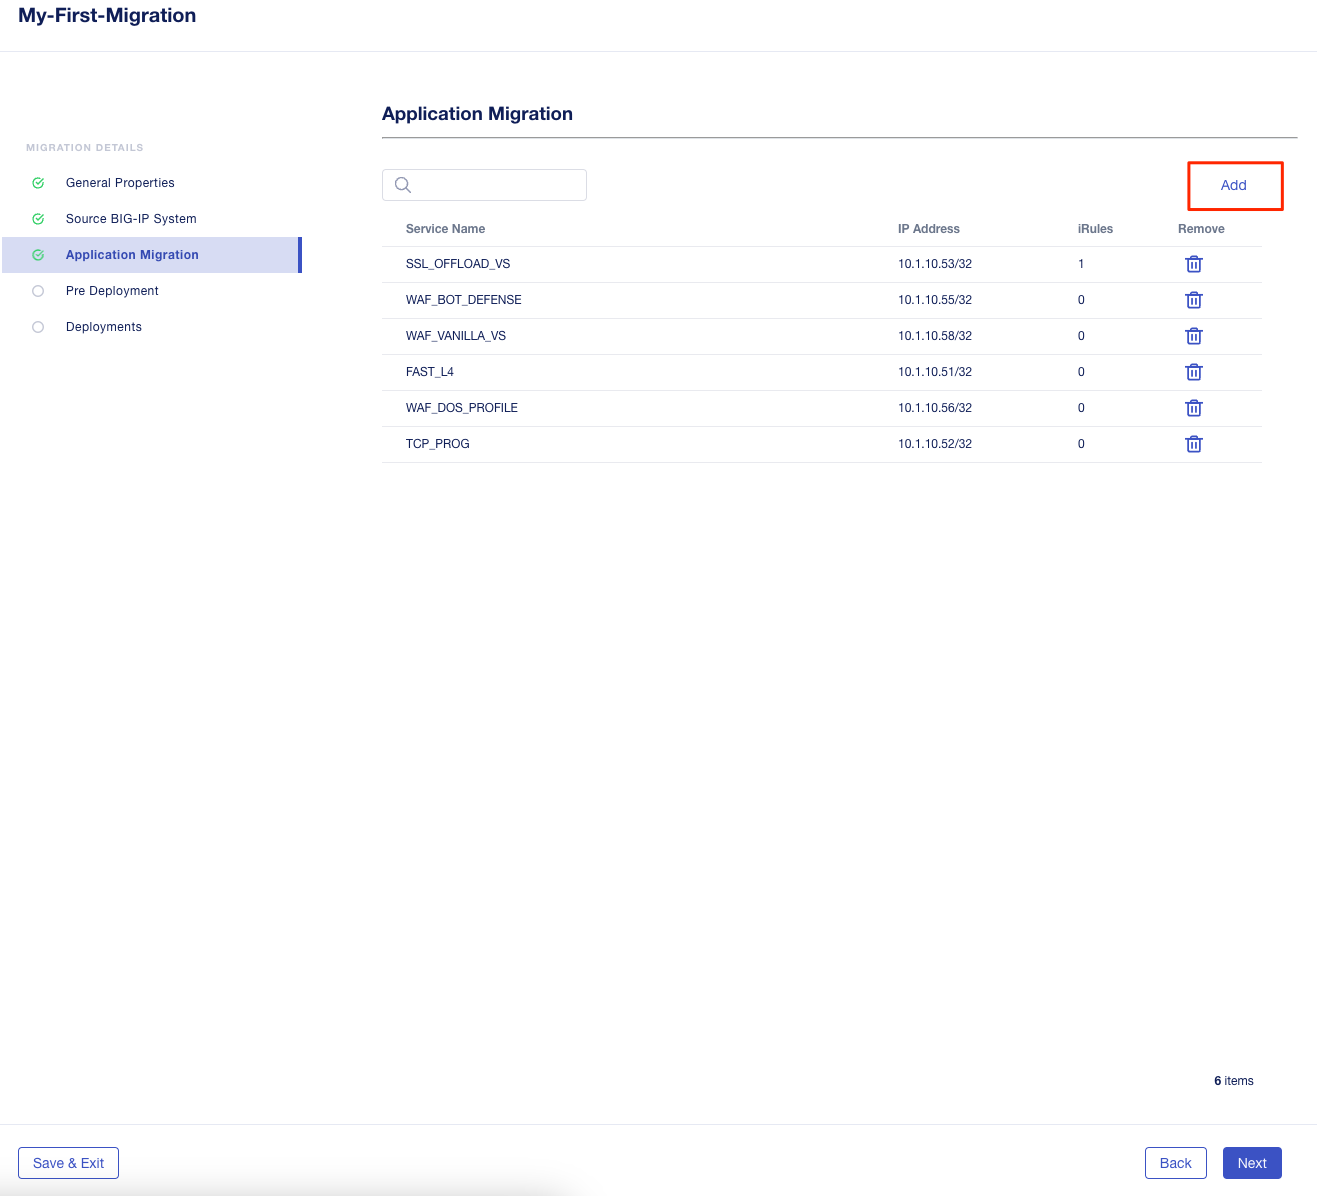 My-First-Migration
MIGRATION DETAILS
General Properties
Source BIG-IP System
Application Migration
Pre Deployment
Deployments
Application Migration
Add
Service Name IP Address iRules Remove
SSL_OFFLOAD_VS 10.1.10.53/32 1
WAF_BOT_DEFENSE 10.1.10.55/32 0
WAF_VANILLA_VS 10.1.10.58/32 0
FAST_L4 10.1.10.51/32 0
WAF_DOS_PROFILE 10.1.10.56/32 0
TCP_PROG 10.1.10.52/32 0
6 items
Save & Exit Back Next